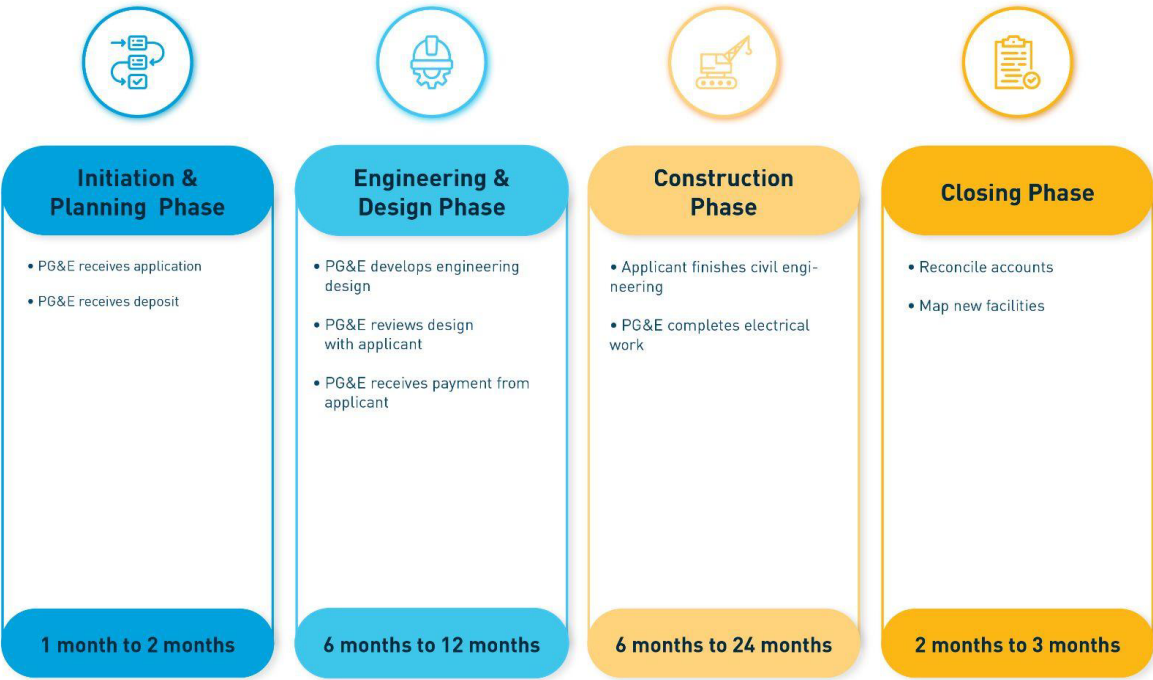 Initiation &
Planning Phase
• PG&E receives application
• PG&E receives deposit
1 month to 2 months
Engineering &
Design Phase
• PG&E develops engineering
design
• PG&E reviews design
with applicant
• PG&E receives payment from
applicant
6 months to 12 months
Construction
Phase
• Applicant finishes civil engi-
neering
• PG&E completes electrical
work
6 months to 24 months
Closing Phase
• Reconcile accounts
• Map new facilities
2 months to 3 months